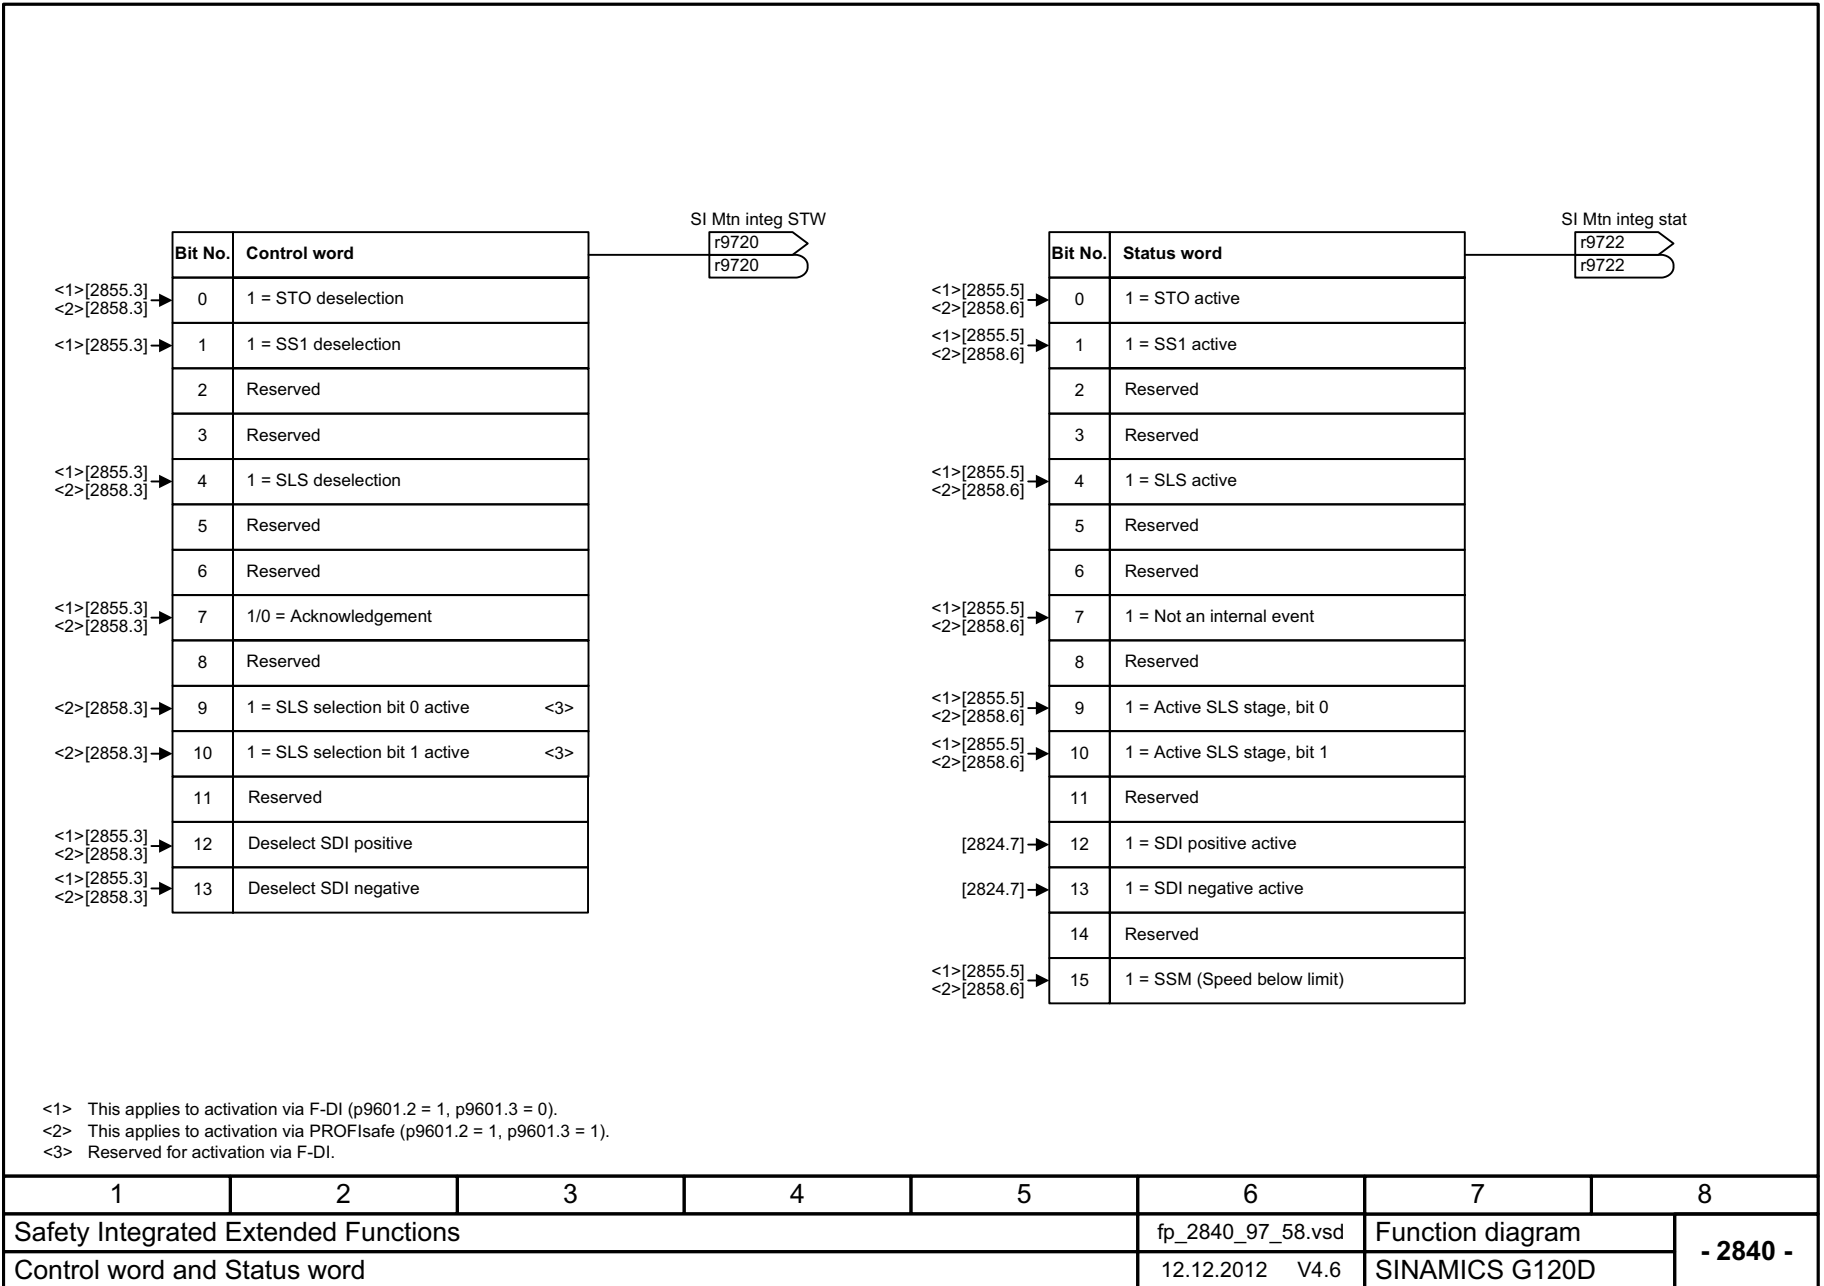 SI Mtn integ STW
r9720
r9720
Bit No. Control word
<1>[2855.3]
<2>[2858.3]
0 1 = STO deselection
<1>[2855.3]
1 1 = SS1 deselection
2 Reserved
3 Reserved
<1>[2855.3]
<2>[2858.3]
4 1 = SLS deselection
5 Reserved
6 Reserved
<1>[2855.3]
<2>[2858.3]
7 1/0 = Acknowledgement
8 Reserved
<2>[2858.3]
9 1 = SLS selection bit 0 active <3>
<2>[2858.3]
10 1 = SLS selection bit 1 active <3>
11 Reserved
<1>[2855.3]
<2>[2858.3]
12 Deselect SDI positive
<1>[2855.3]
<2>[2858.3]
13 Deselect SDI negative
SI Mtn integ stat
r9722
r9722
Bit No. Status word
<1>[2855.5]
<2>[2858.6]
0 1 = STO active
<1>[2855.5]
<2>[2858.6]
1 1 = SS1 active
2 Reserved
3 Reserved
<1>[2855.5]
<2>[2858.6]
4 1 = SLS active
5 Reserved
6 Reserved
<1>[2855.5]
<2>[2858.6]
7 1 = Not an internal event
8 Reserved
<1>[2855.5]
<2>[2858.6]
9 1 = Active SLS stage, bit 0
<1>[2855.5]
<2>[2858.6]
10 1 = Active SLS stage, bit 1
11 Reserved
[2824.7]
12 1 = SDI positive active
[2824.7]
13 1 = SDI negative active
14 Reserved
<1>[2855.5]
<2>[2858.6]
15 1 = SSM (Speed below limit)
<1> This applies to activation via F-DI (p9601.2 = 1, p9601.3 = 0).
<2> This applies to activation via PROFIsafe (p9601.2 = 1, p9601.3 = 1).
<3> Reserved for activation via F-DI.
1 2 3 4 5 6 7 8
Safety Integrated Extended Functions
fp_2840_97_58.vsd
Function diagram
- 2840 -
Control word and Status word
12.12.2012 V4.6
SINAMICS G120D